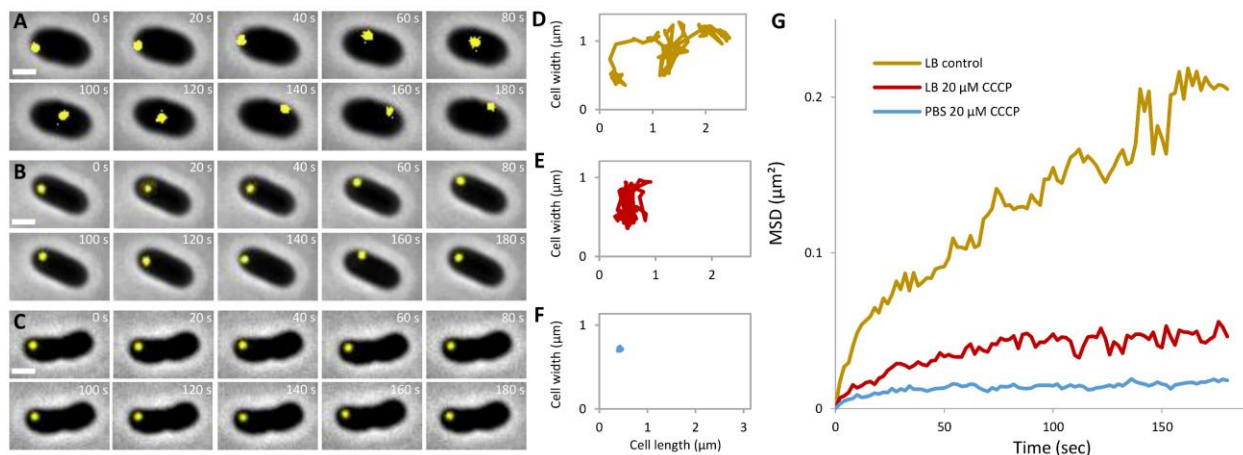 A
0 s
20 s
40 s
60 s
80 s
100 s
120 s
140 s
160 s
180 s
B
0 s
20 s
40 s
60 s
80 s
100 s
120 s
140 s
160 s
180 s
C
0 s
20 s
40 s
60 s
80 s
100 s
120 s
140 s
160 s
180 s
D
Cell width (µm)
1
0
0 1 2
E
Cell width (µm)
1
0
0 1 2
F
Cell width (µm)
1
0
0 1 2 3
Cell length (µm)
G
LB control
LB 20 µM CCCP
PBS 20 µM CCCP
MSD (µm²)
0.2
0.1
0
0 50 100 150
Time (sec)